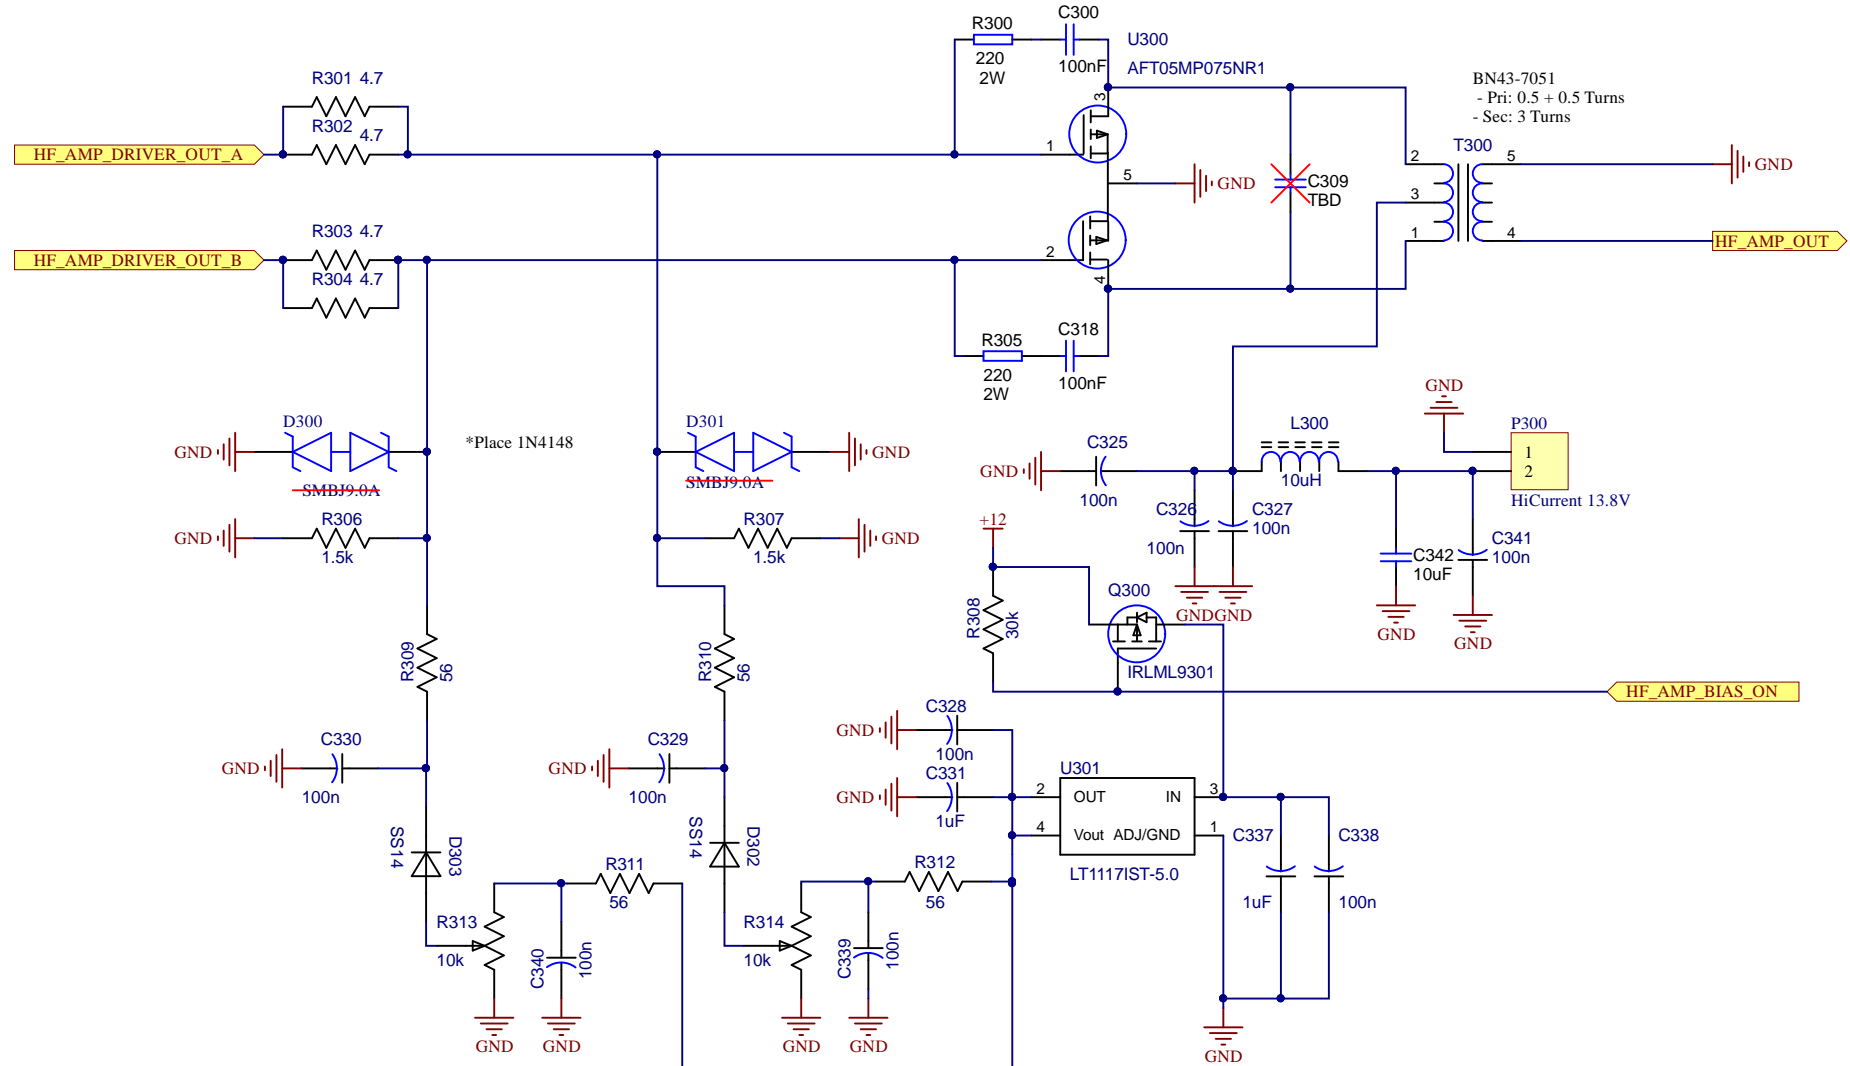 R300
220
2W
C300
100nF
U300
AFT05MP075NR1
BN43-7051
- Pri: 0.5 + 0.5 Turns
- Sec: 3 Turns
R301 4.7
R302
4.7
HF_AMP_DRIVER_OUT_A
R303 4.7
HF_AMP_DRIVER_OUT_B
R304 4.7
1
3
5
GND
2
4
C309
TBD
T300
2
3
1
5
4
GND
HF_AMP_OUT
R305
220
2W
C318
100nF
D300
GND
SMBJ9.0A
*Place 1N4148
D301
GND
SMBJ9.0A
GND
R306
1.5k
R307
1.5k
GND
GND
C325
100n
C326
100n
C327
100n
GND
GND
L300
10uH
GND
P300
1
2
HiCurrent 13.8V
C342
10uF
GND
C341
100n
GND
+12
R308
30k
Q300
IRLML9301
HF_AMP_BIAS_ON
R309
56
R310
56
GND
C330
100n
GND
C329
100n
GND
C328
100n
GND
C331
1uF
U301
2
OUT
IN
3
4
Vout
ADJ/GND
1
LT1117IST-5.0
C337
1uF
C338
100n
GND
SS14
D303
SS14
D302
R311
56
R312
56
R313
10k
C340
100n
R314
10k
C339
100n
GND
GND
GND
GND